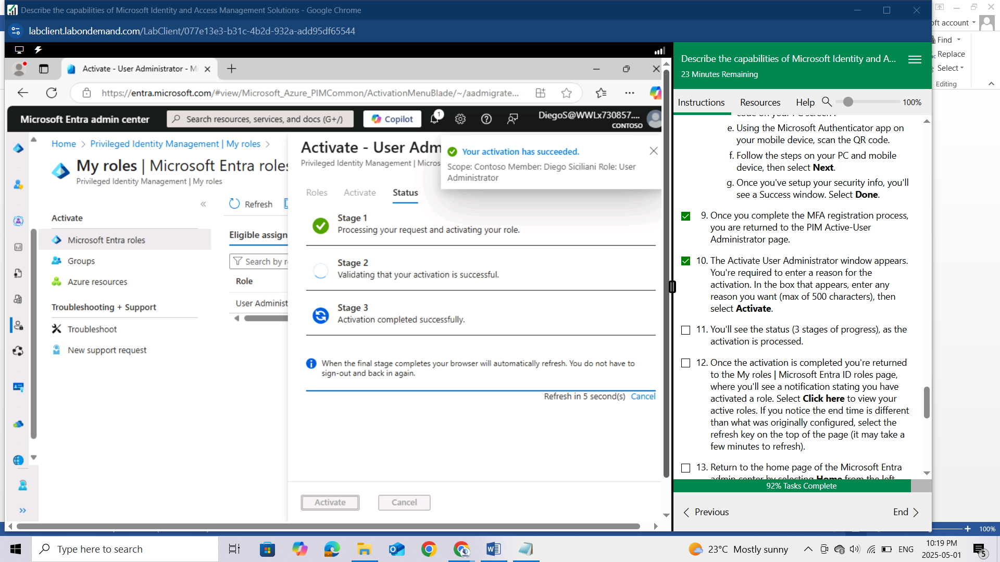 Describe the capabilities of Microsoft Identity and Access Management Solutions - Google Chrome
labclient.labondemand.com/LabClient/077e13e3-b31c-4b2d-932a-add95df65544
Activate - User Administrator - Mi
https://entra.microsoft.com/#view/Microsoft_Azure_PIMCommon/ActivationMenuBlade/~/aadmigrate...
Microsoft Entra admin center
Search resources, services, and docs (G+/)
Copilot
1
DiegoS@WWLx730857....
CONTOSO
Home > Privileged Identity Management | My roles >
My roles | Microsoft Entra roles
Privileged Identity Management | My roles
«
Activate
Microsoft Entra roles
Groups
Azure resources
Troubleshooting + Support
Troubleshoot
New support request
Refresh
Eligible assign
Search by r
Role
User Administ
Activate - User Adm
Privileged Identity Management | Micros
Your activation has succeeded.
Scope: Contoso Member: Diego Siciliani Role: User
Administrator
Roles
Activate
Status
Stage 1
Processing your request and activating your role.
Stage 2
Validating that your activation is successful.
Stage 3
Activation completed successfully.
When the final stage completes your browser will automatically refresh. You do not have to
sign-out and back in again.
Refresh in 5 second(s) Cancel
Activate
Cancel
»
Describe the capabilities of Microsoft Identity and A...
23 Minutes Remaining
Instructions
Resources
Help
100%
code on your PC screen .
e. Using the Microsoft Authenticator app on
your mobile device, scan the QR code.
f. Follow the steps on your PC and mobile
device, then select Next.
g. Once you've setup your security info, you'll
see a Success window. Select Done.
9. Once you complete the MFA registration process,
you are returned to the PIM Active-User
Administrator page.
10. The Activate User Administrator window appears.
You're required to enter a reason for the
activation. In the box that appears, enter any
reason you want (max of 500 characters), then
select Activate.
11. You'll see the status (3 stages of progress), as the
activation is processed.
12. Once the activation is completed you're returned
to the My roles | Microsoft Entra ID roles page,
where you'll see a notification stating you have
activated a role. Select Click here to view your
active roles. If you notice the end time is different
than what was originally configured, select the
refresh key on the top of the page (it may take a
few minutes to refresh).
13. Return to the home page of the Microsoft Entra
admin center by selecting Home from the left
92% Tasks Complete
Previous
End
oft account
Find
Replace
Select
Editing
100%
Type here to search
23°C Mostly sunny
ENG
10:19 PM
2025-05-01
5